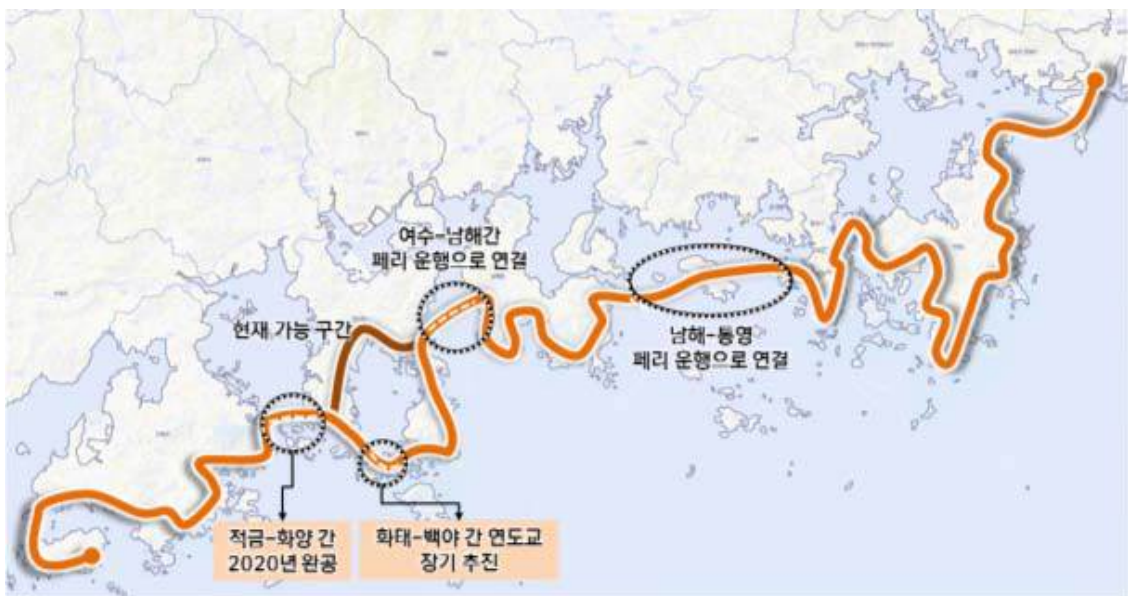 여수-남해간
페리 운행으로 연결
현재 가능 구간
남해-통영
페리 운행으로 연결
적금-화양 간
2020년 완공
화태-백야 간 연도교
장기 추진